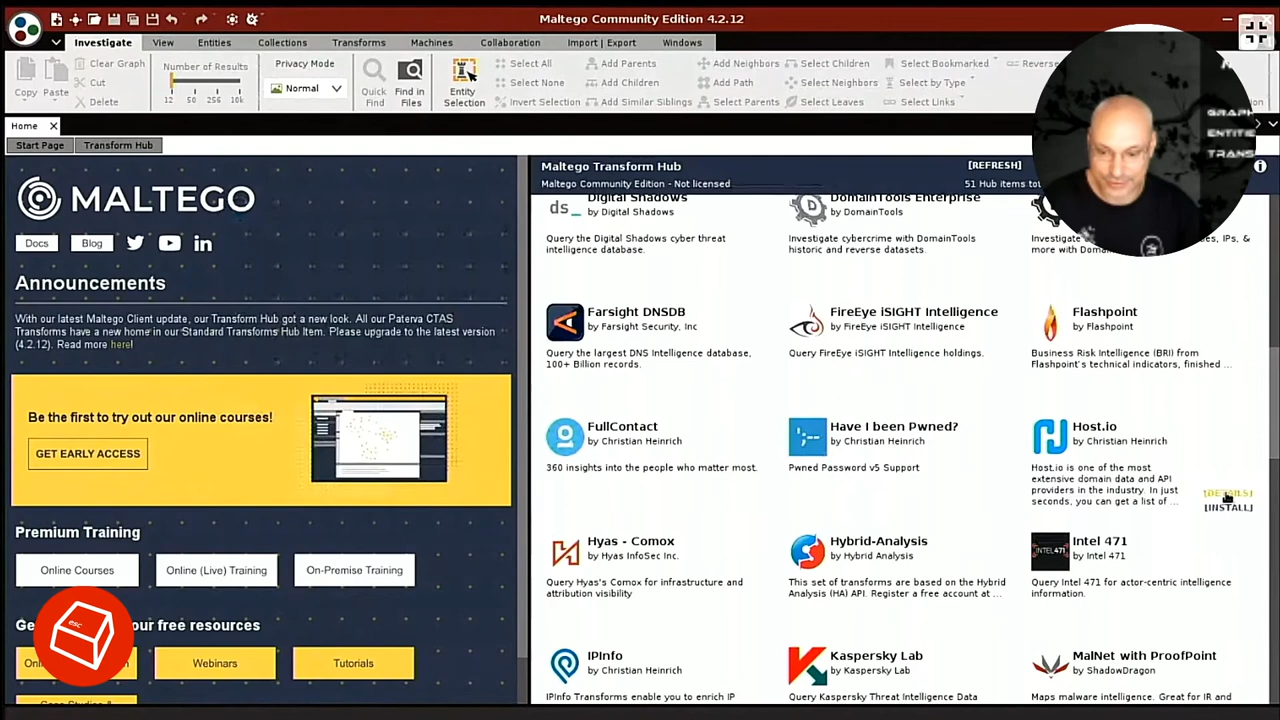 Maltego Community Edition 4.2.12
Investigate View Entities Collections Transforms Machines Collaboration Import | Export Windows
Copy
Paste
Clear Graph
Cut
Delete
Number of Results
12 50 256 10k
Privacy Mode
Normal
Quick Find
Find in Files
Entity Selection
Select All
Select None
Invert Selection
Add Parents
Add Children
Add Similar Siblings
Add Neighbors
Add Path
Select Parents
Select Children
Select Neighbors
Select Leaves
Select Bookmarked
Select by Type
Select Links
Home
Start Page Transform Hub
MALTEGO
Docs Blog
Announcements
With our latest Maltego Client update, our Transform Hub got a new look. All our Paterva CTAS
Transforms have a new home in our Standard Transforms Hub Item. Please upgrade to the latest version
(4.2.12). Read more here!
Be the first to try out our online courses!
GET EARLY ACCESS
Premium Training
Online Courses Online (Live) Training On-Premise Training
esc
our free resources
Webinars Tutorials
Maltego Transform Hub [REFRESH]
Maltego Community Edition - Not licensed 51 Hub items
Digital Shadows
ds_ by Digital Shadows
Query the Digital Shadows cyber threat
intelligence database.
DomainTools Enterprise
by DomainTools
Investigate cybercrime with DomainTools
historic and reverse datasets.
IPs, &
more with DomainTools.
Farsight DNSDB
by Farsight Security, Inc
Query the largest DNS Intelligence database,
100+ Billion records.
FireEye iSIGHT Intelligence
by FireEye iSIGHT Intelligence
Query FireEye iSIGHT Intelligence holdings.
Flashpoint
by Flashpoint
Business Risk Intelligence (BRI) from
Flashpoint's technical indicators, finished ...
FullContact
by Christian Heinrich
360 insights into the people who matter most.
Have I been Pwned?
by Christian Heinrich
Pwned Password v5 Support
Host.io
by Christian Heinrich
Host.io is one of the most
extensive domain data and API
providers in the industry. In just
seconds, you can get a list of ...
[DETAILS]
[INSTALL]
Hyas - Comox
by Hyas InfoSec Inc.
Query Hyas's Comox for infrastructure and
attribution visibility
Hybrid-Analysis
by Hybrid Analysis
This set of transforms are based on the Hybrid
Analysis (HA) API. Register a free account at ...
INTEL471
Intel 471
by Intel 471
Query Intel 471 for actor-centric intelligence
information.
IPInfo
by Christian Heinrich
IPInfo Transforms enable you to enrich IP
Kaspersky Lab
by Kaspersky Lab
Query Kaspersky Threat Intelligence Data
MalNet with ProofPoint
by ShadowDragon
Maps malware intelligence. Great for IR and